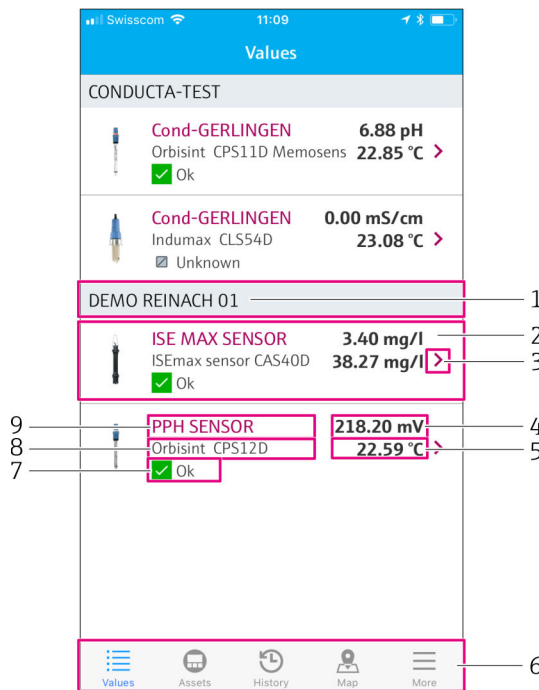 Swisscom 11:09
Values
CONDUCTA-TEST
Cond-GERLINGEN 6.88 pH
Orbisint CPS11D Memosens 22.85 °C
Ok
Cond-GERLINGEN 0.00 mS/cm
Indumax CLS54D 23.08 °C
Unknown
DEMO REINACH 01 1
2
ISE MAX SENSOR 3.40 mg/l
ISEmax sensor CAS40D 38.27 mg/l 3
Ok
9 PPH SENSOR 218.20 mV 4
8 Orbisint CPS12D 22.59 °C 5
7 Ok
Values Assets History Map More 6